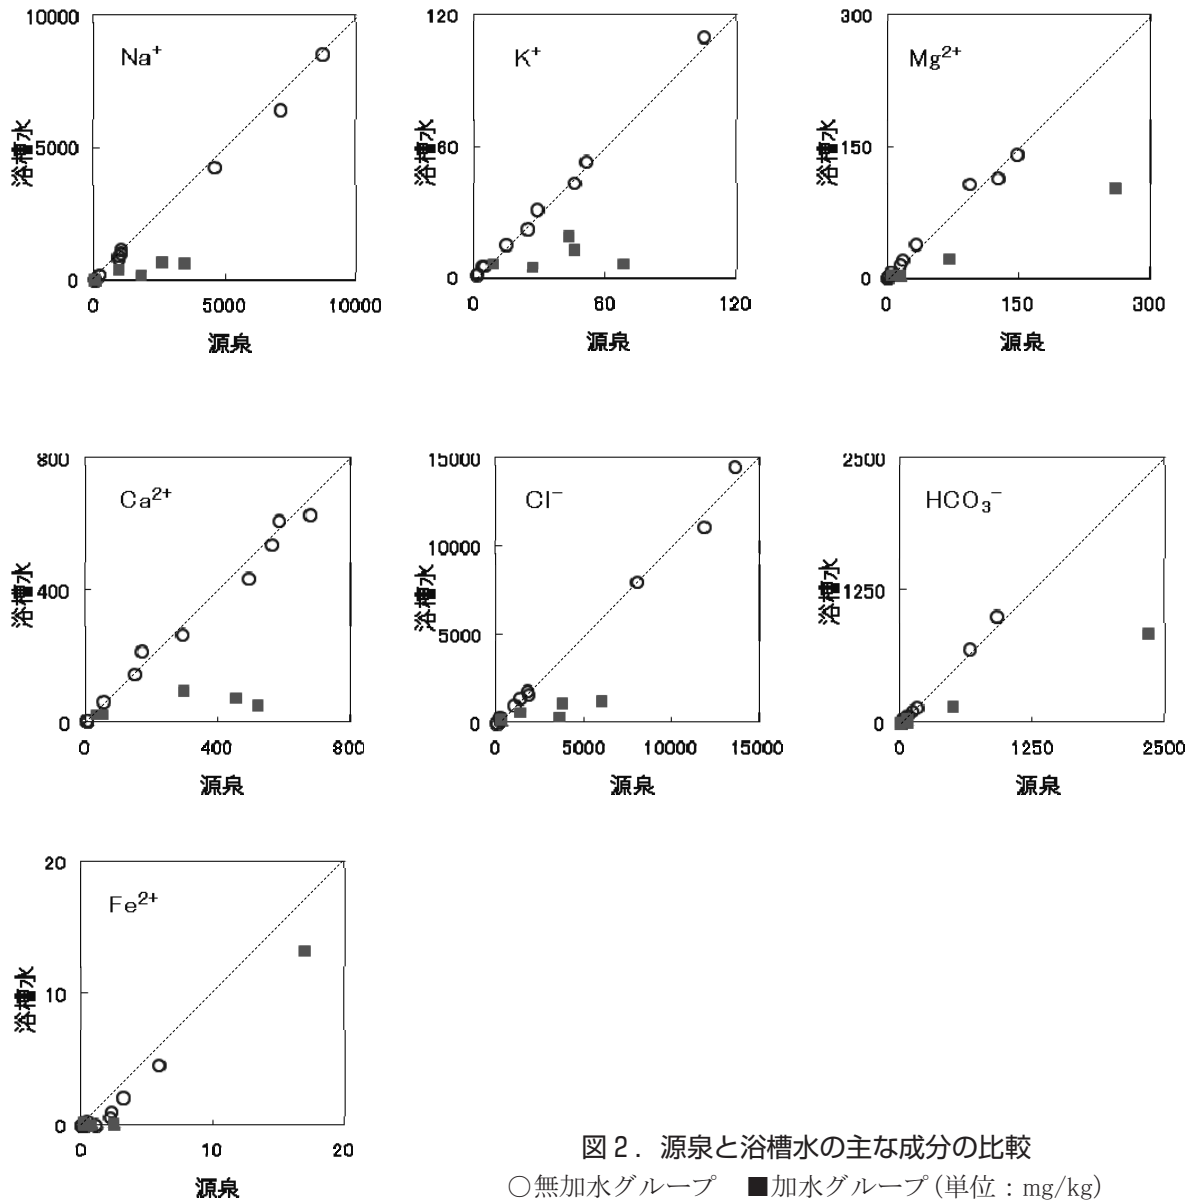 10000
Na⁺
浴槽水
5000
0
0 5000 10000
源泉
120
K⁺
浴槽水
60
0
0 60 120
源泉
300
Mg²⁺
浴槽水
150
0
0 150 300
源泉
800
Ca²⁺
浴槽水
400
0
0 400 800
源泉
15000
Cl⁻
10000
浴槽水
5000
0
0 5000 10000 15000
源泉
2500
HCO₃⁻
浴槽水
1250
0
0 1250 2500
源泉
20
Fe²⁺
浴槽水
10
0
0 10 20
源泉
図2．源泉と浴槽水の主な成分の比較
○無加水グループ ■加水グループ(単位：mg/kg)